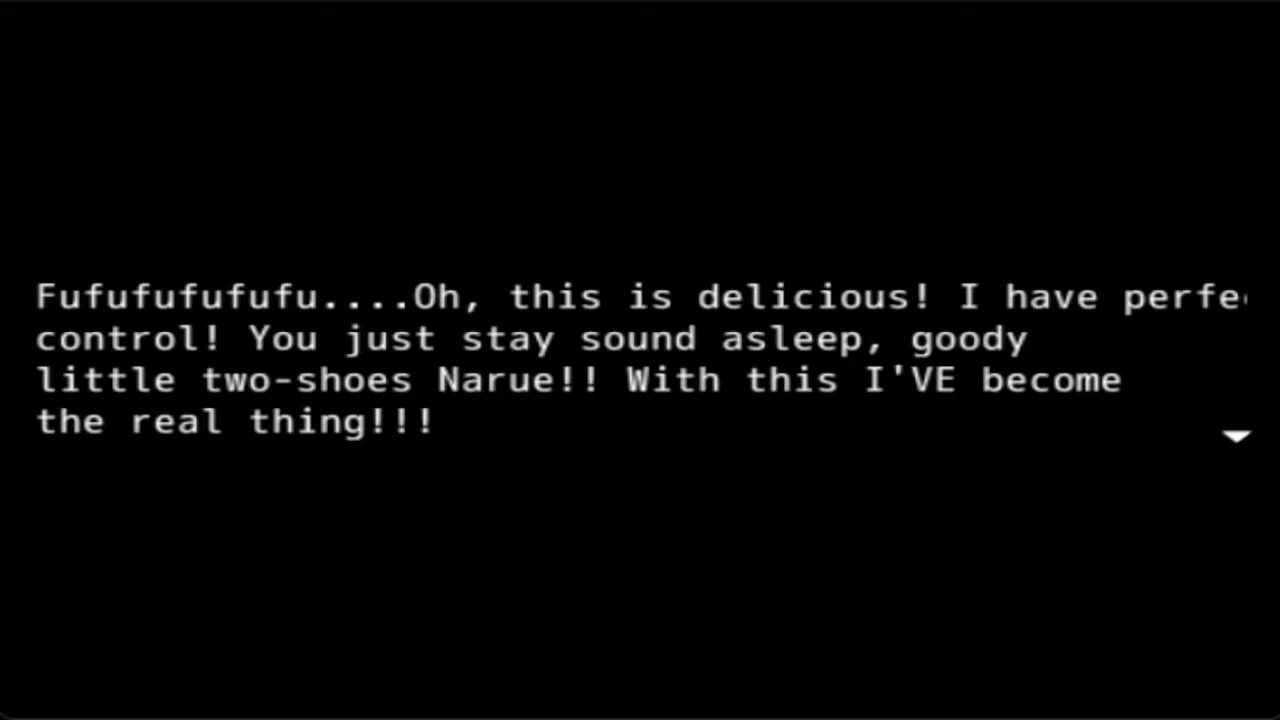 Fufufufufufu....Oh, this is delicious! I have perfe
control! You just stay sound asleep, goody
little two-shoes Narue!! With this I'VE become
the real thing!!!